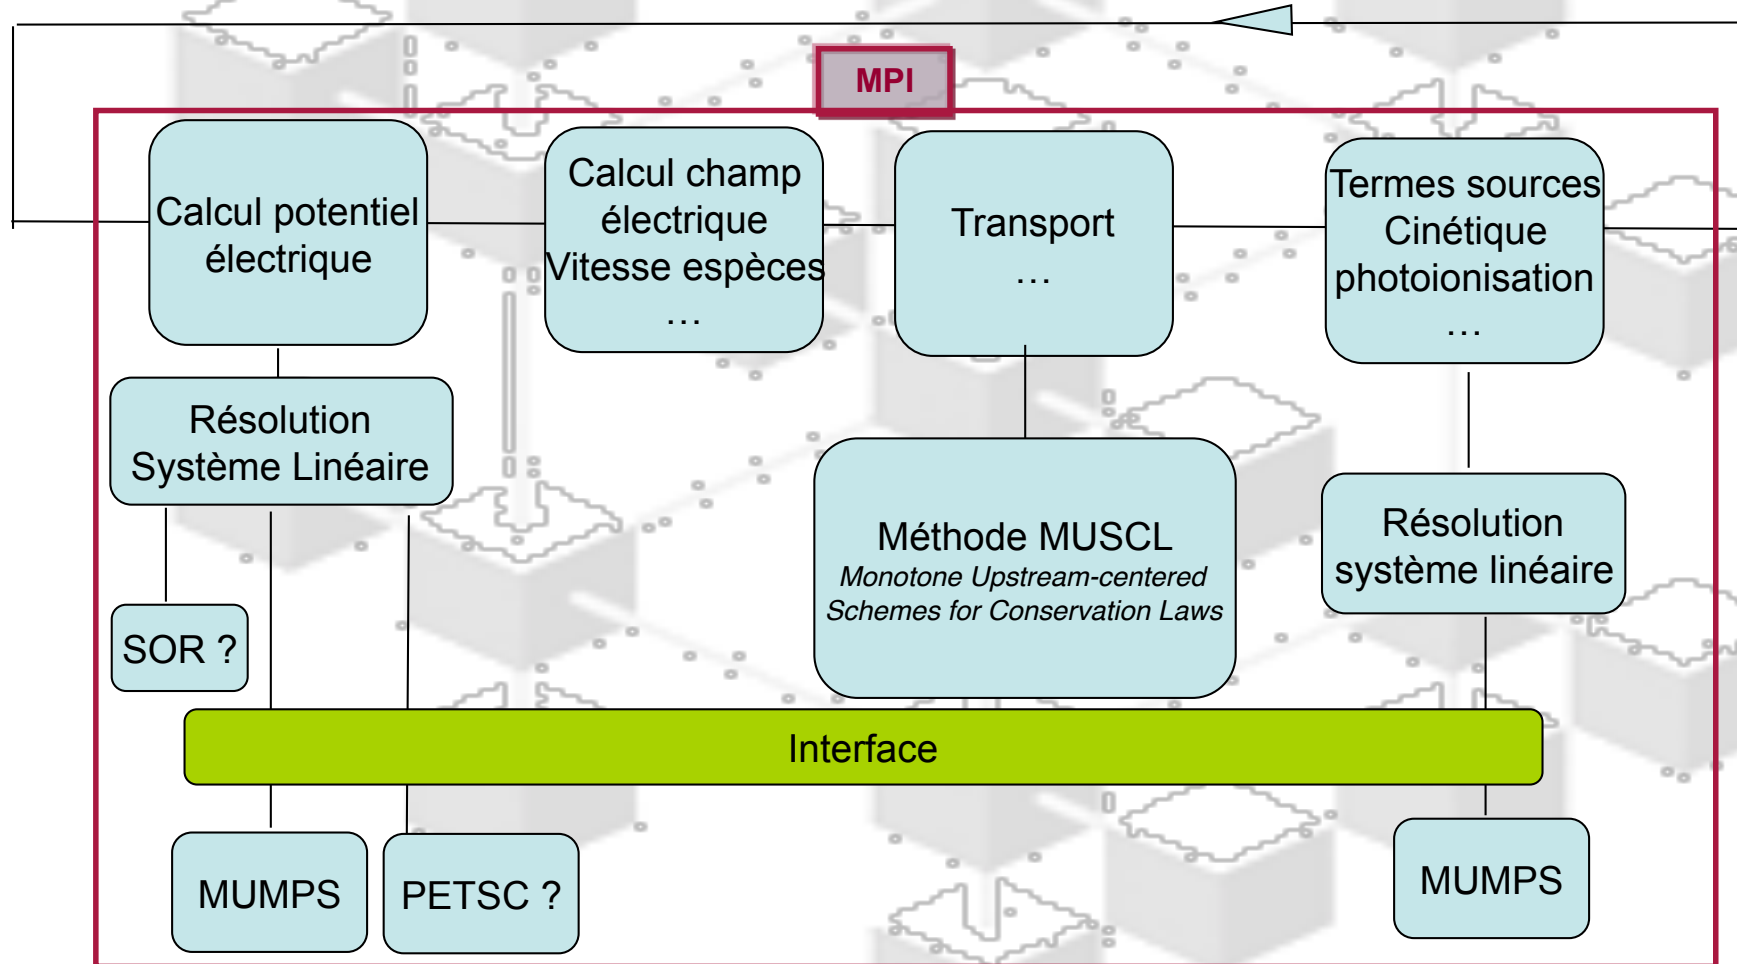 MPI
Calcul potentiel
électrique
Calcul champ
électrique
Vitesse espèces
…
Transport
…
Termes sources
Cinétique
photoionisation
…
Résolution
Système Linéaire
Méthode MUSCL
Monotone Upstream-centered
Schemes for Conservation Laws
Résolution
système linéaire
SOR ?
Interface
MUMPS
PETSC ?
MUMPS